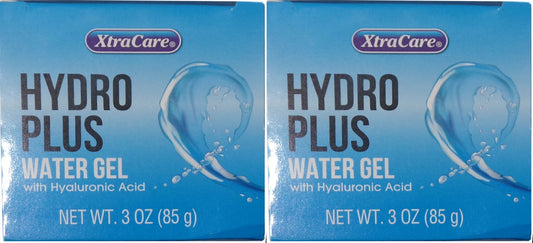 XtraCare®
HYDRO
PLUS
WATER GEL
with Hyaluronic Acid
NET WT. 3 OZ (85 g)
XtraCare®
HYDRO
PLUS
WATER GEL
with Hyaluronic Acid
NET WT. 3 OZ (85 g)